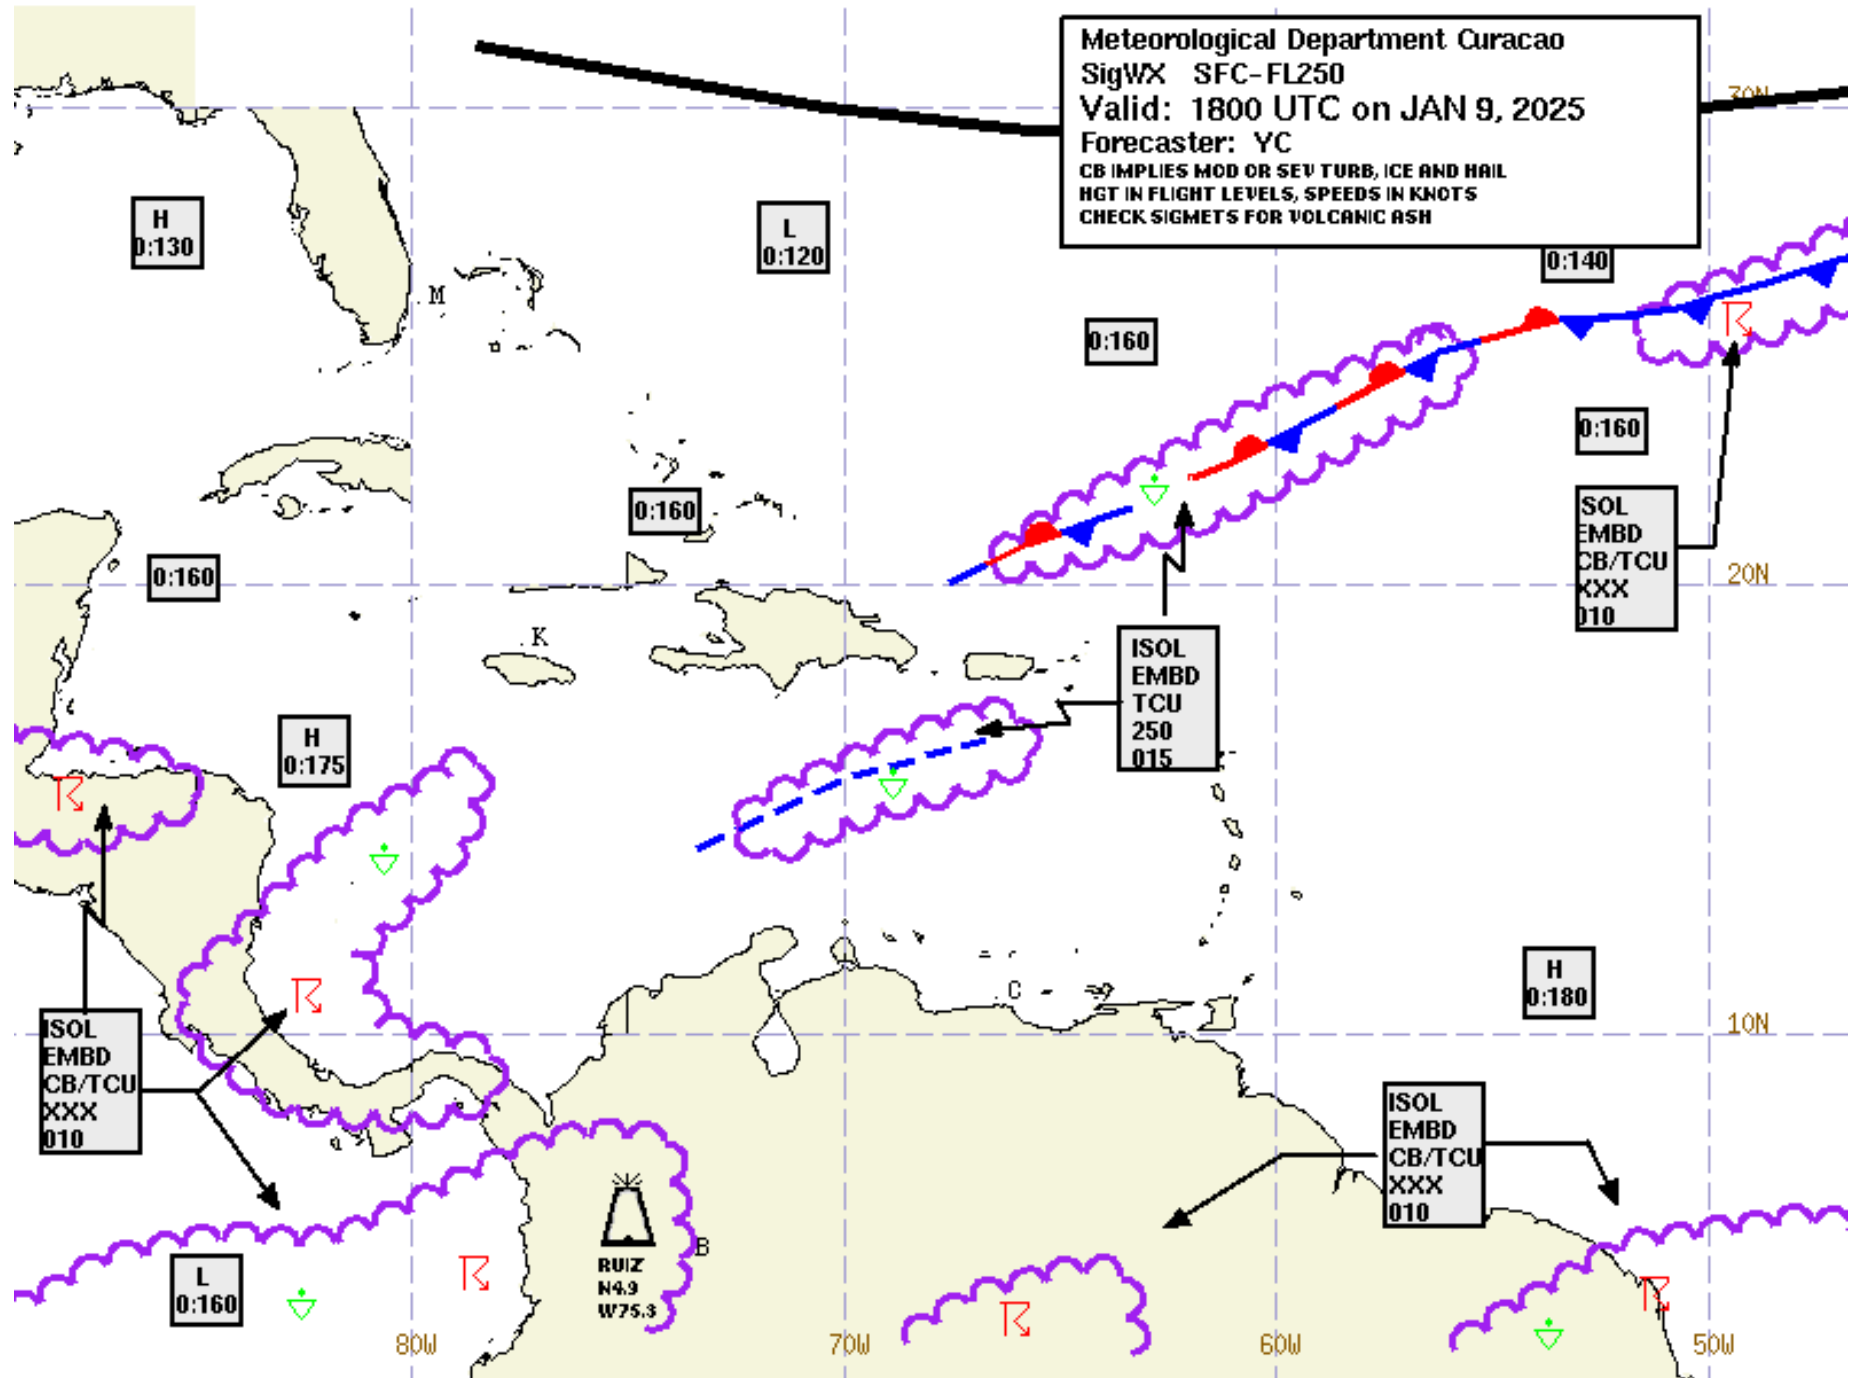 Meteorological Department Curacao
SigWX SFC-FL250
Valid: 1800 UTC on JAN 9, 2025
Forecaster: YC
CB IMPLIES MOD OR SEV TURB, ICE AND HAIL
HGT IN FLIGHT LEVELS, SPEEDS IN KNOTS
CHECK SIGMETS FOR VOLCANIC ASH
30N
H
0:130
L
0:120
0:140
M
0:160
0:160
0:160
0:160
ISOL
EMBD
CB/TCU
XXX
010
20N
K
ISOL
EMBD
TCU
250
015
H
0:175
H
0:180
C
10N
ISOL
EMBD
CB/TCU
XXX
010
ISOL
EMBD
CB/TCU
XXX
010
B
RUIZ
N4.9
W75.3
L
0:160
80W
70W
60W
50W